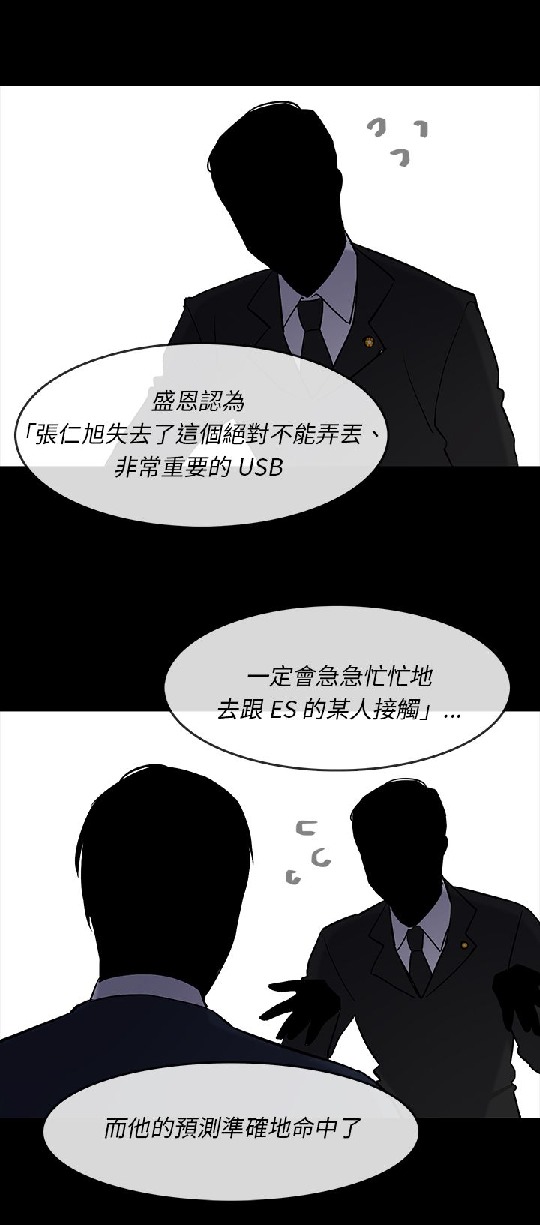 盛恩認為
「張仁旭失去了這個絕對不能弄丟、
非常重要的 USB
一定會急急忙忙地
去跟 ES 的某人接觸」...
而他的預測準確地命中了